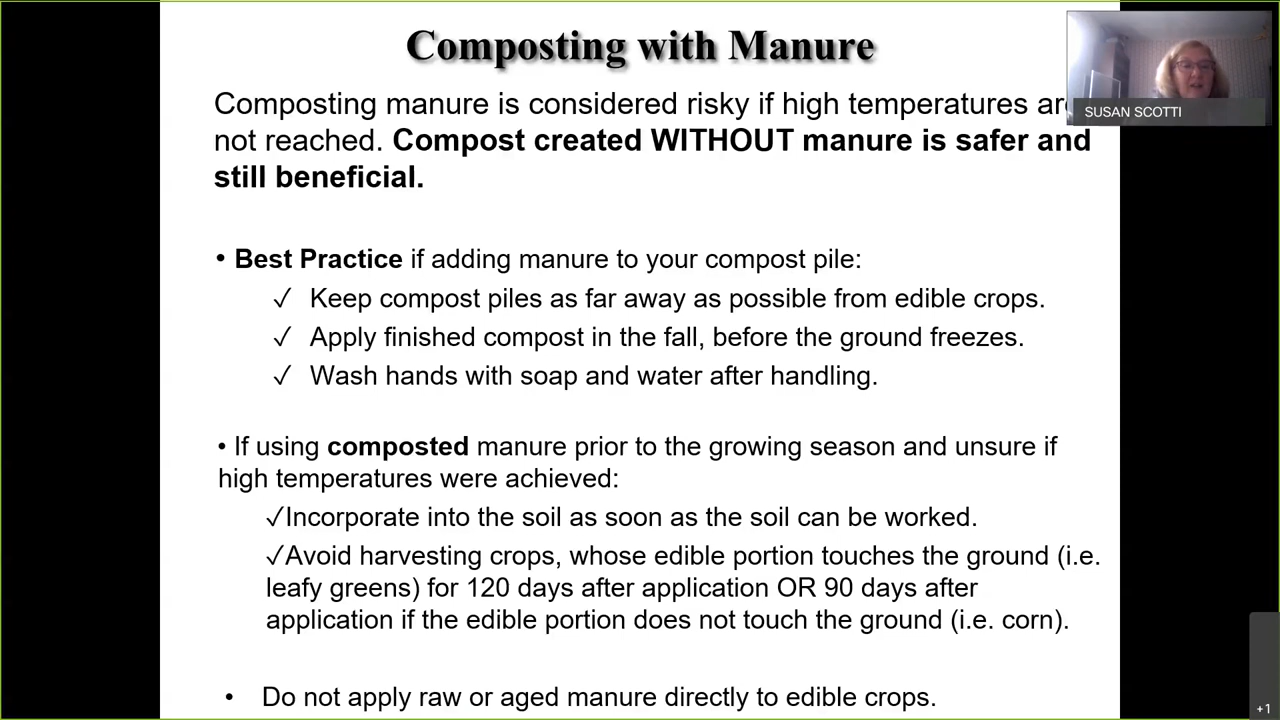 Composting with Manure
SUSAN SCOTTI
Composting manure is considered risky if high temperatures are
not reached. Compost created WITHOUT manure is safer and
still beneficial.
• Best Practice if adding manure to your compost pile:
✓ Keep compost piles as far away as possible from edible crops.
✓ Apply finished compost in the fall, before the ground freezes.
✓ Wash hands with soap and water after handling.
• If using composted manure prior to the growing season and unsure if
high temperatures were achieved:
✓Incorporate into the soil as soon as the soil can be worked.
✓Avoid harvesting crops, whose edible portion touches the ground (i.e.
leafy greens) for 120 days after application OR 90 days after
application if the edible portion does not touch the ground (i.e. corn).
• Do not apply raw or aged manure directly to edible crops.
+1